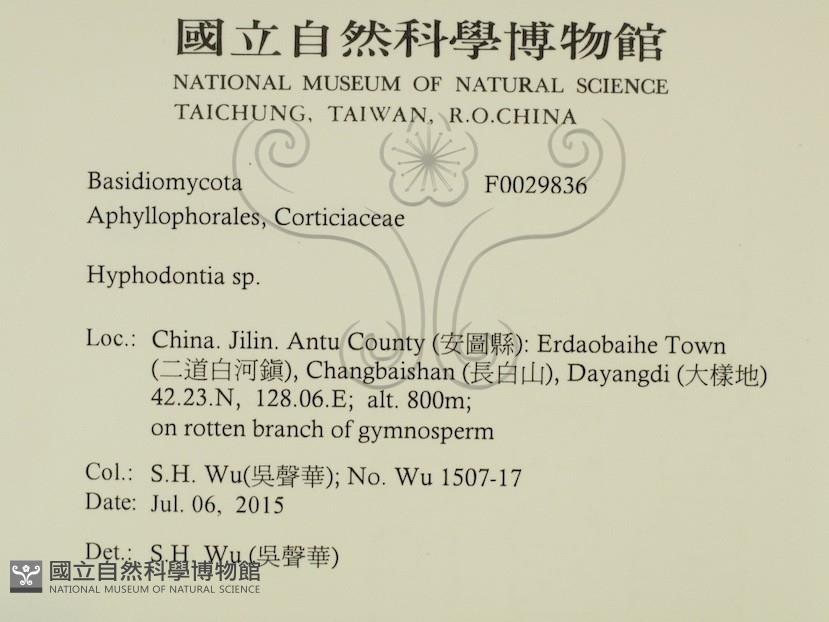 國立自然科學博物館
NATIONAL MUSEUM OF NATURAL SCIENCE
TAICHUNG, TAIWAN, R.O.CHINA
Basidiomycota F0029836
Aphyllophorales, Corticiaceae
Hyphodontia sp.
Loc.: China. Jilin. Antu County (安圖縣): Erdaobaihe Town
(二道白河鎮), Changbaishan (長白山), Dayangdi (大樣地)
42.23.N, 128.06.E; alt. 800m;
on rotten branch of gymnosperm
Col.: S.H. Wu(吳聲華); No. Wu 1507-17
Date: Jul. 06, 2015
Det.: S.H. Wu (吳聲華)
國立自然科學博物館
NATIONAL MUSEUM OF NATURAL SCIENCE